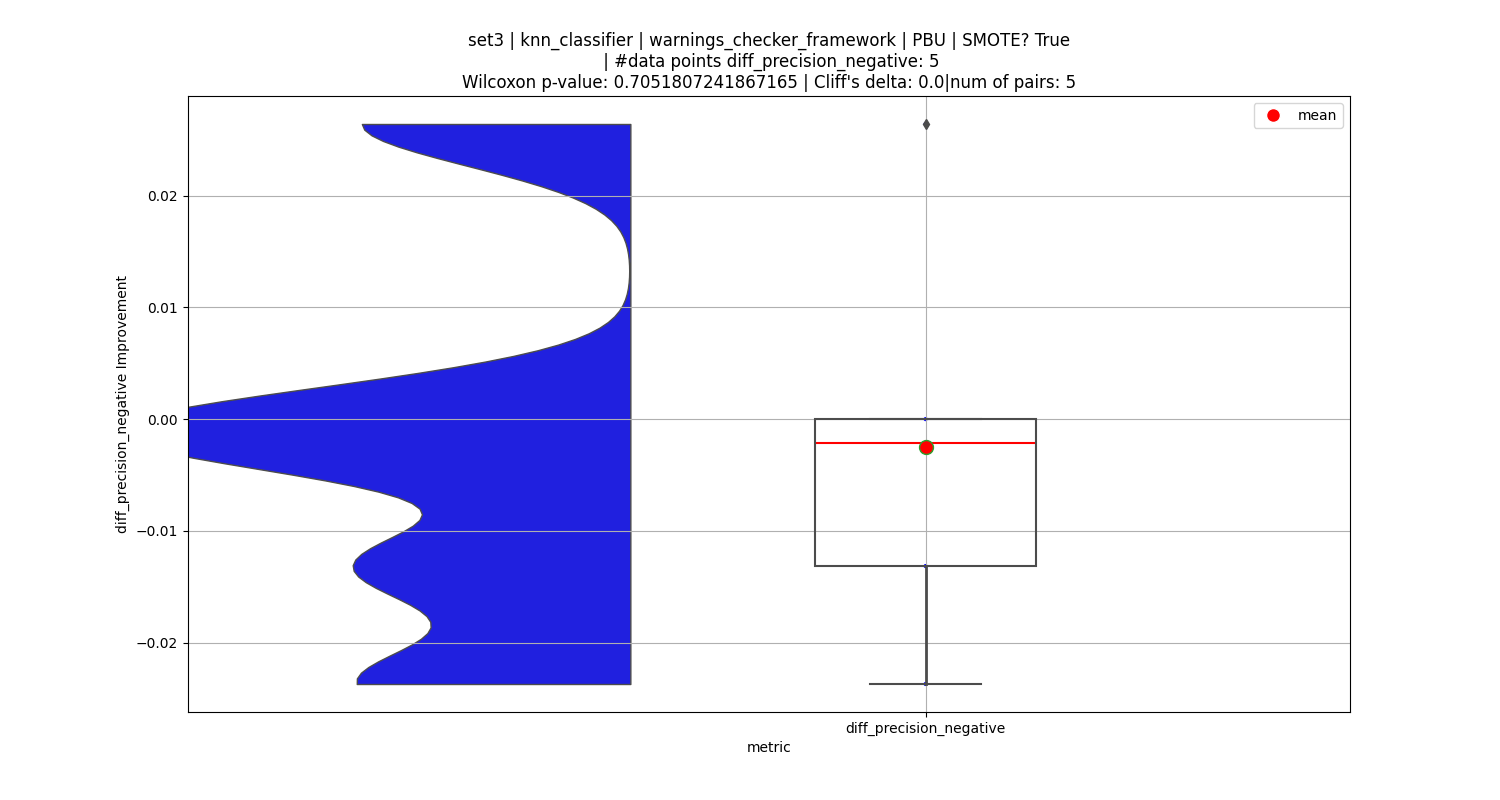 set3 | knn_classifier | warnings_checker_framework | PBU | SMOTE? True
| #data points diff_precision_negative: 5
Wilcoxon p-value: 0.7051807241867165 | Cliff's delta: 0.0|num of pairs: 5
mean
0.02
0.01
0.00
−0.01
−0.02
diff_precision_negative Improvement
diff_precision_negative
metric